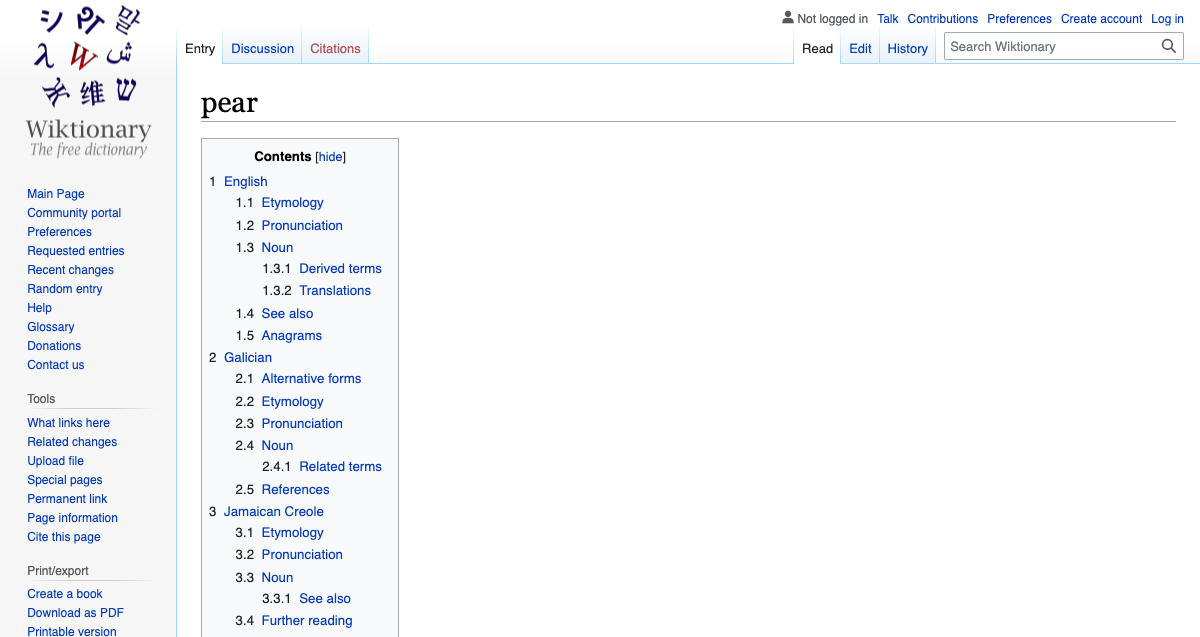 Not logged in Talk Contributions Preferences Create account Log in
Entry Discussion Citations Read Edit History Search Wiktionary
Wiktionary
The free dictionary
Main Page
Community portal
Preferences
Requested entries
Recent changes
Random entry
Help
Glossary
Donations
Contact us
Tools
What links here
Related changes
Upload file
Special pages
Permanent link
Page information
Cite this page
Print/export
Create a book
Download as PDF
Printable version
pear
Contents [hide]
1 English
1.1 Etymology
1.2 Pronunciation
1.3 Noun
1.3.1 Derived terms
1.3.2 Translations
1.4 See also
1.5 Anagrams
2 Galician
2.1 Alternative forms
2.2 Etymology
2.3 Pronunciation
2.4 Noun
2.4.1 Related terms
2.5 References
3 Jamaican Creole
3.1 Etymology
3.2 Pronunciation
3.3 Noun
3.3.1 See also
3.4 Further reading